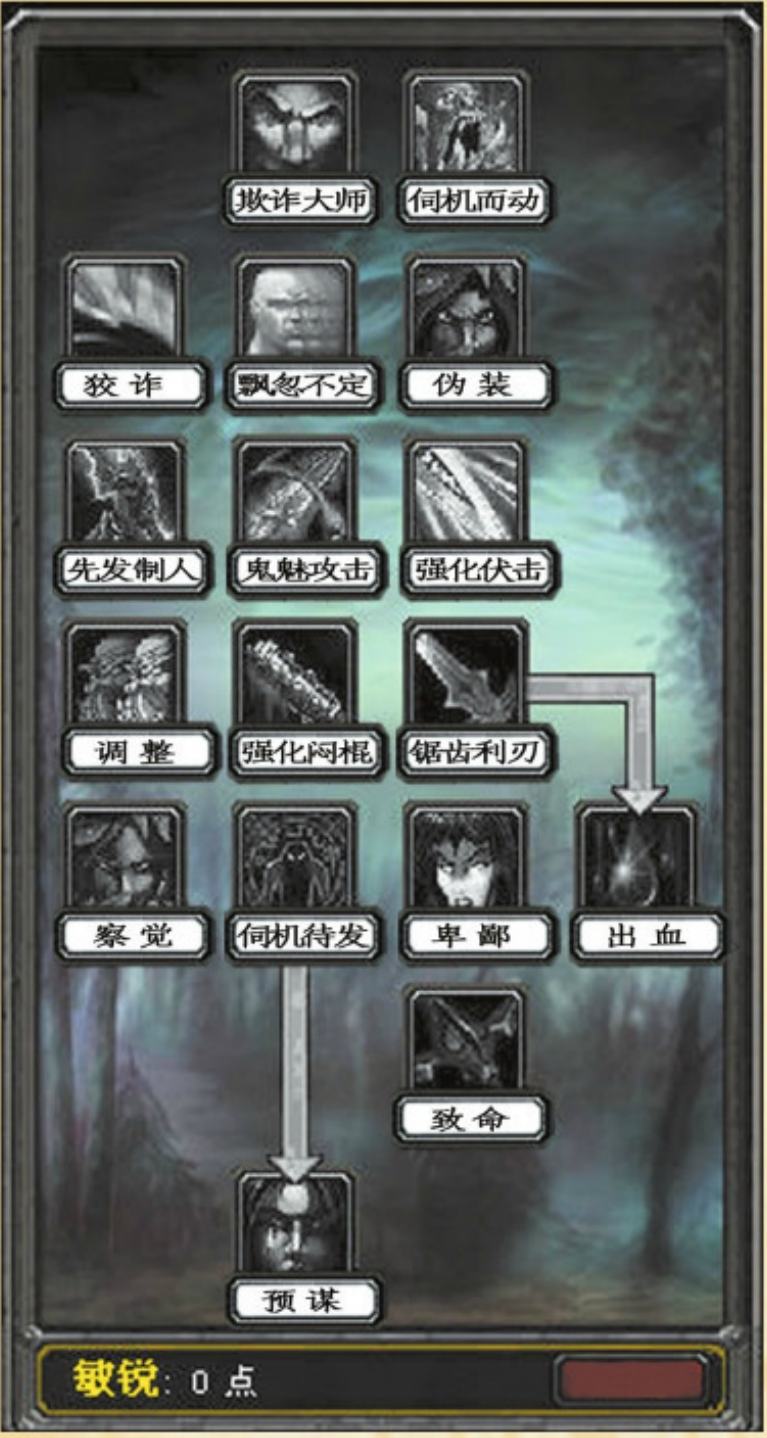 欺诈大师 伺机而动
狡诈 飘忽不定 伪装
先发制人 鬼魅攻击 强化伏击
调整 强化闷棍 锯齿利刃
察觉 伺机待发 卑鄙 出血
致命
预谋
敏锐: 0 点